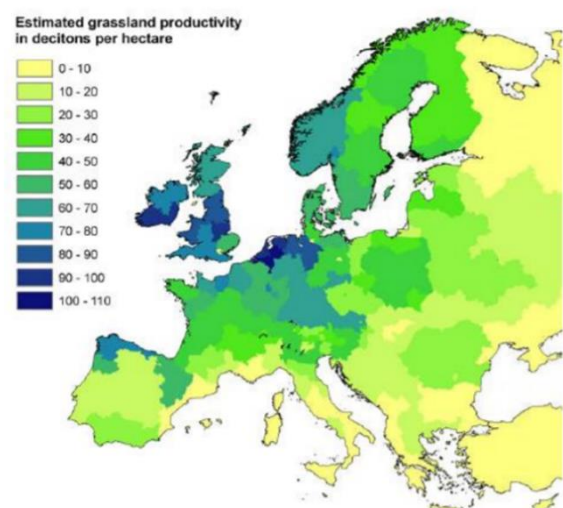 Estimated grassland productivity
in decitons per hectare
0 - 10
10 - 20
20 - 30
30 - 40
40 - 50
50 - 60
60 - 70
70 - 80
80 - 90
90 - 100
100 - 110